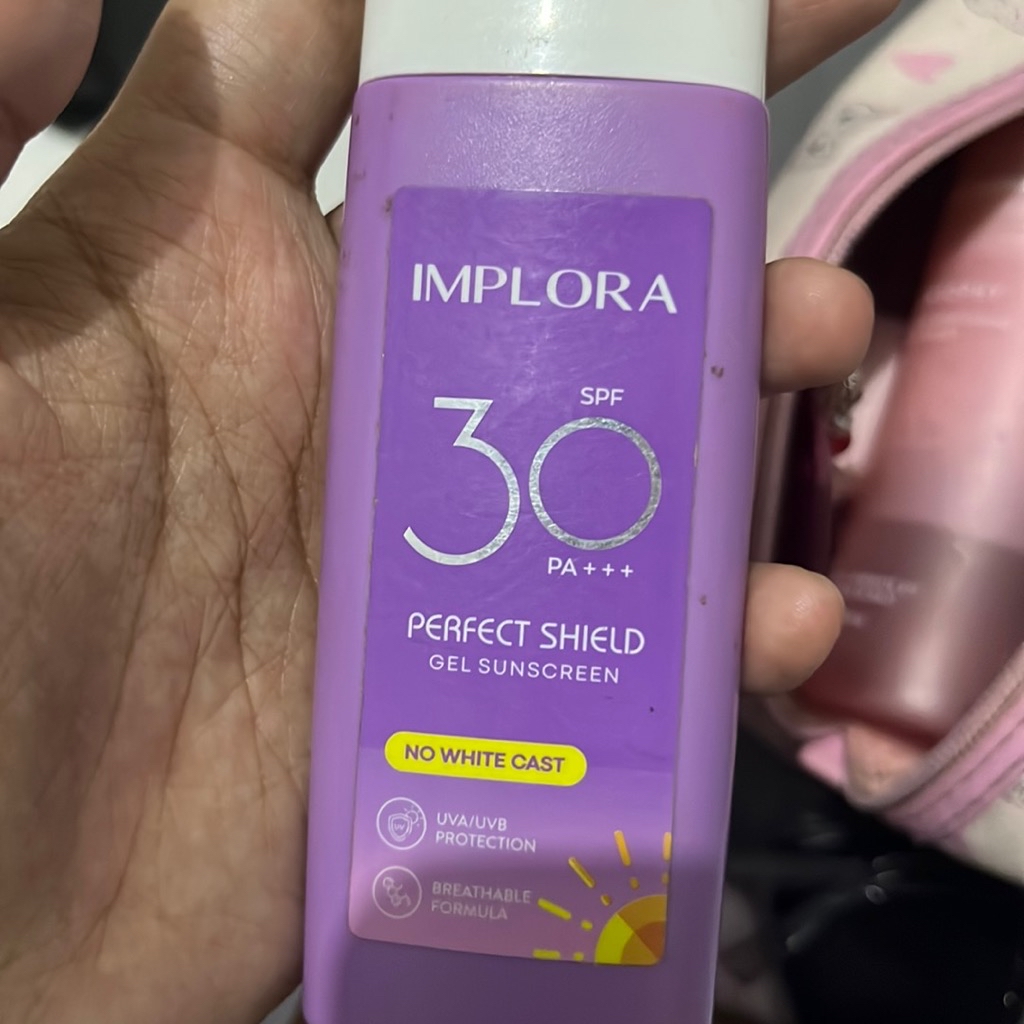 IMPLORA
SPF
30
PA+++
PERFECT SHIELD
GEL SUNSCREEN
NO WHITE CAST
UVA/UVB
PROTECTION
BREATHABLE
FORMULA